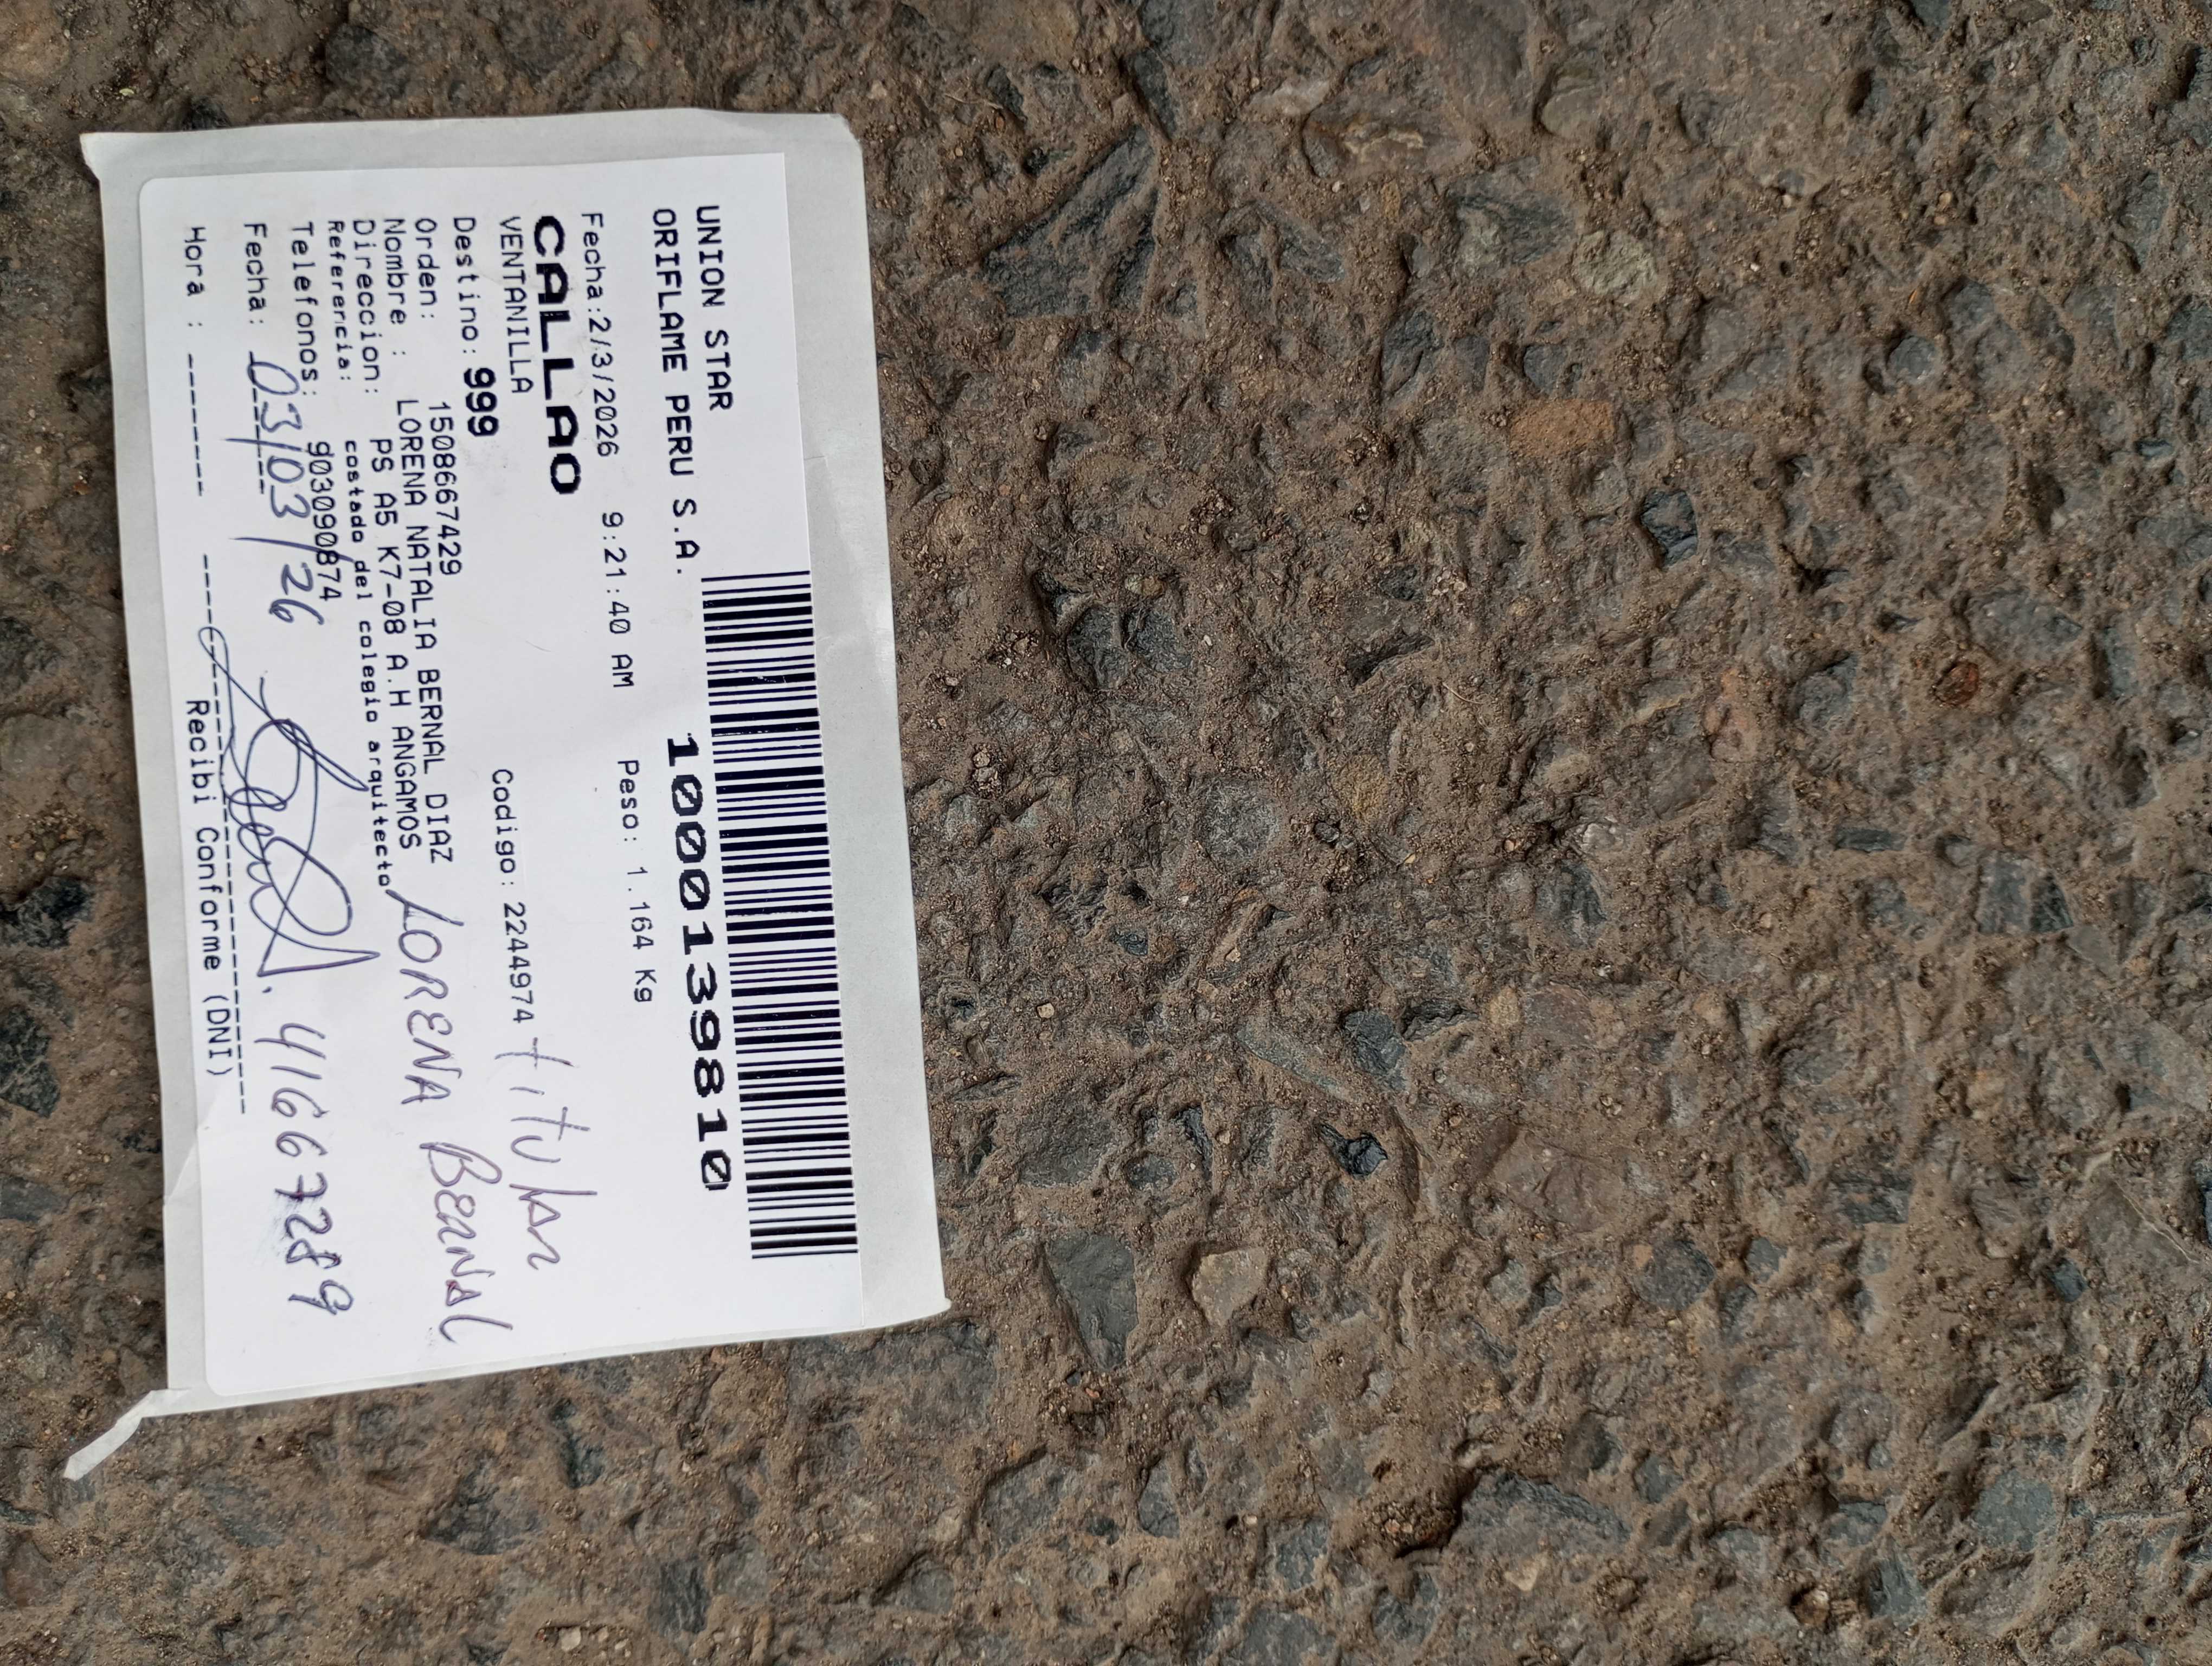 UNION STAR
ORIFLAME PERU S.A.
1000139810
Fecha:2/3/2026 9:21:40 AM Peso: 1.164 Kg
CALLAO
VENTANILLA
Codigo: 2244974 titular
Destino: 999
Orden: 1508667429
Nombre : LORENA NATALIA BERNAL DIAZ
Direccion: PS A5 K7-08 A.H ANGAMOS
Referencia: costado del colegio arquitecto
LORENA BERNAL
Telefonos: 903090874
Fecha: 03/03/26
41667289
Hora :
Recibi Conforme (DNI)